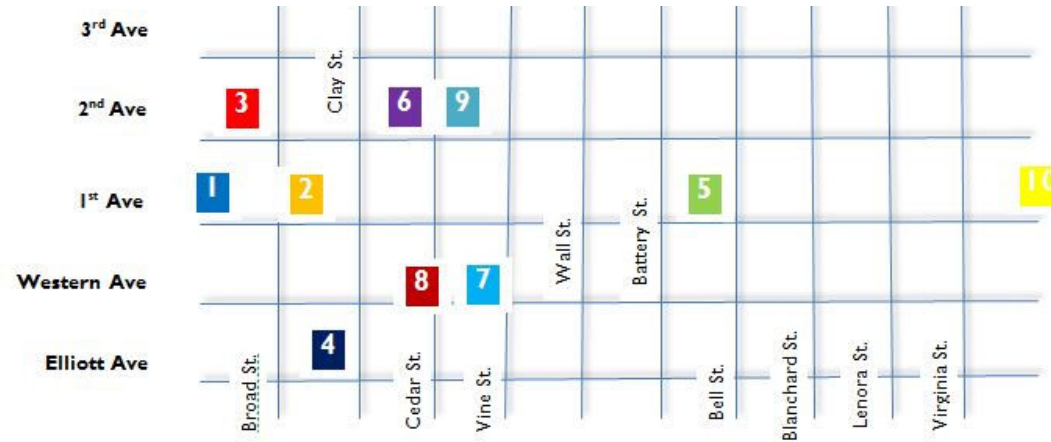 3rd Ave
Clay St.
2nd Ave
3
6
9
1st Ave
1
2
5
10
Wall St.
Battery St.
Western Ave
8
7
Elliott Ave
4
Broad St.
Cedar St.
Vine St.
Bell St.
Blanchard St.
Lenora St.
Virginia St.